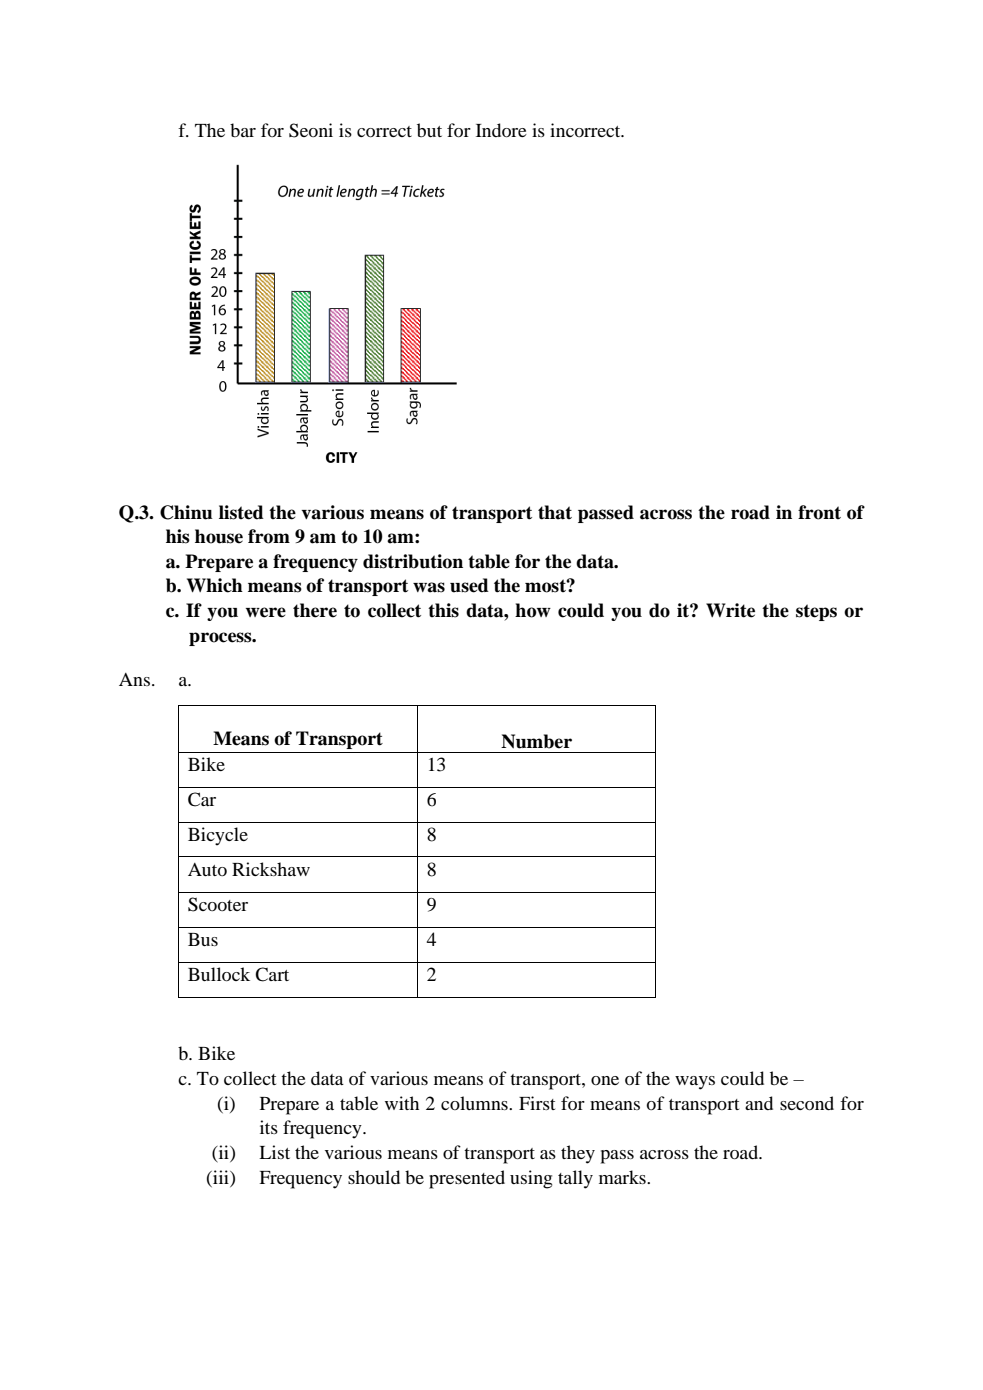 f. The bar for Seoni is correct but for Indore is incorrect.
One unit length =4 Tickets
NUMBER OF TICKETS
28
24
20
16
12
8
4
0
Vidisha
Jabalpur
Seoni
Indore
Sagar
CITY
Q.3. Chinu listed the various means of transport that passed across the road in front of
his house from 9 am to 10 am:
a. Prepare a frequency distribution table for the data.
b. Which means of transport was used the most?
c. If you were there to collect this data, how could you do it? Write the steps or
process.
Ans. a.
Means of Transport Number
Bike 13
Car 6
Bicycle 8
Auto Rickshaw 8
Scooter 9
Bus 4
Bullock Cart 2
b. Bike
c. To collect the data of various means of transport, one of the ways could be –
(i) Prepare a table with 2 columns. First for means of transport and second for
its frequency.
(ii) List the various means of transport as they pass across the road.
(iii) Frequency should be presented using tally marks.